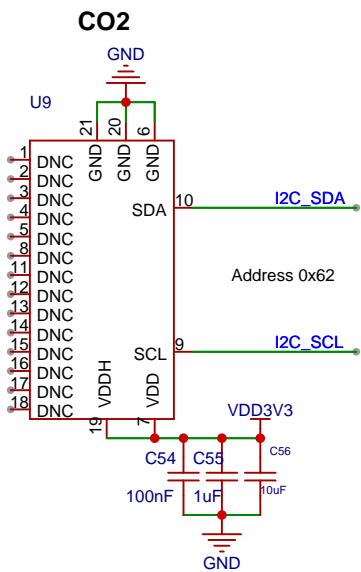 CO2
GND
U9
21
20
6
GND
GND
GND
1 DNC
2 DNC
3 DNC
4 DNC
5 DNC
8 DNC
11 DNC
12 DNC
13 DNC
14 DNC
15 DNC
16 DNC
17 DNC
18 DNC
SDA 10 I2C_SDA
Address 0x62
SCL 9 I2C_SCL
VDDH
VDD
19
7
VDD3V3
C54 C55 C56
100nF 1uF 10uF
GND